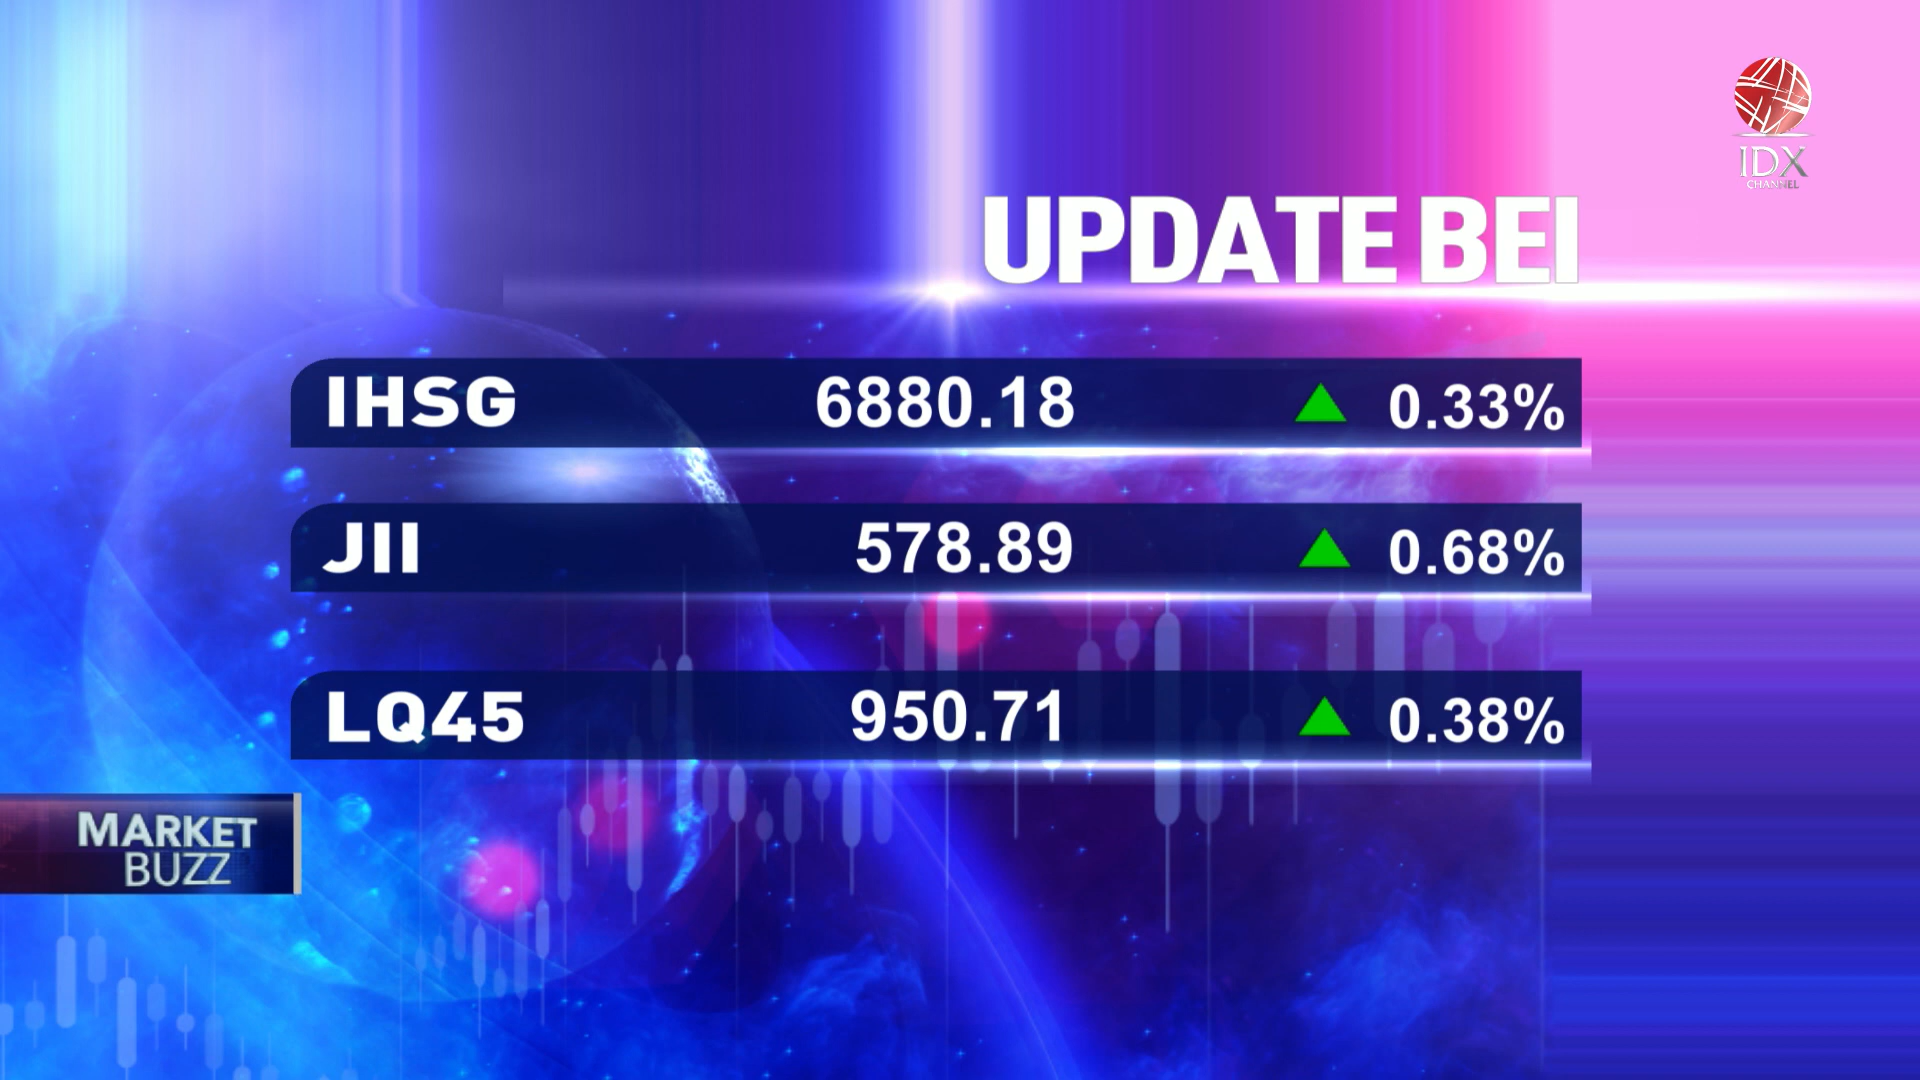 IDX
CHANNEL
UPDATE BEI
IHSG 6880.18 ▲ 0.33%
JII 578.89 ▲ 0.68%
LQ45 950.71 ▲ 0.38%
MARKET
BUZZ